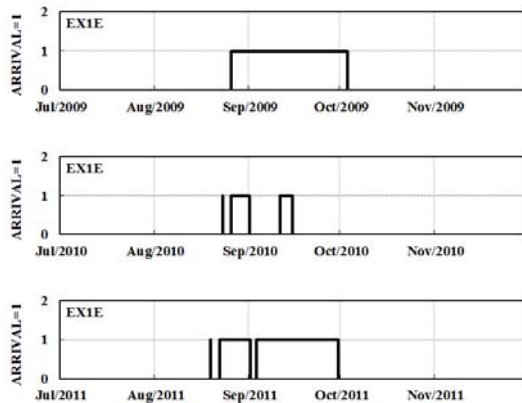 ARRIVAL=1
2
EX1E
1
0
Jul/2009 Aug/2009 Sep/2009 Oct/2009 Nov/2009
ARRIVAL=1
2
EX1E
1
0
Jul/2010 Aug/2010 Sep/2010 Oct/2010 Nov/2010
ARRIVAL=1
2
EX1E
1
0
Jul/2011 Aug/2011 Sep/2011 Oct/2011 Nov/2011